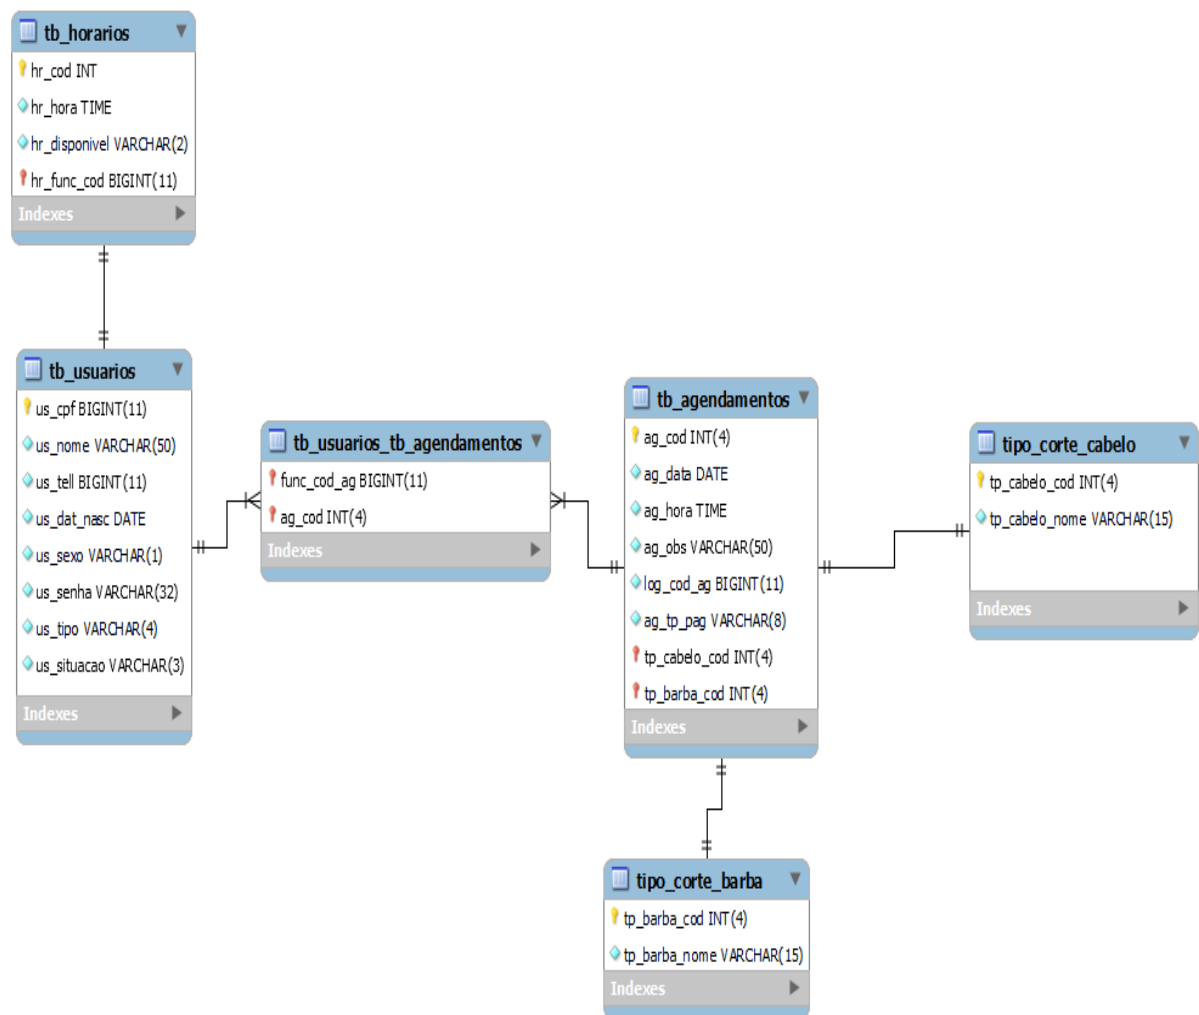 tb_horarios
hr_cod INT
hr_hora TIME
hr_disponivel VARCHAR(2)
hr_func_cod BIGINT(11)
Indexes
tb_usuarios
us_cpf BIGINT(11)
us_nome VARCHAR(50)
us_tell BIGINT(11)
us_dat_nasc DATE
us_sexo VARCHAR(1)
us_senha VARCHAR(32)
us_tipo VARCHAR(4)
us_situacao VARCHAR(3)
Indexes
tb_usuarios_tb_agendamentos
func_cod_ag BIGINT(11)
ag_cod INT(4)
Indexes
tb_agendamentos
ag_cod INT(4)
ag_data DATE
ag_hora TIME
ag_obs VARCHAR(50)
log_cod_ag BIGINT(11)
ag_tp_pag VARCHAR(8)
tp_cabelo_cod INT(4)
tp_barba_cod INT(4)
Indexes
tipo_corte_cabelo
tp_cabelo_cod INT(4)
tp_cabelo_nome VARCHAR(15)
Indexes
tipo_corte_barba
tp_barba_cod INT(4)
tp_barba_nome VARCHAR(15)
Indexes